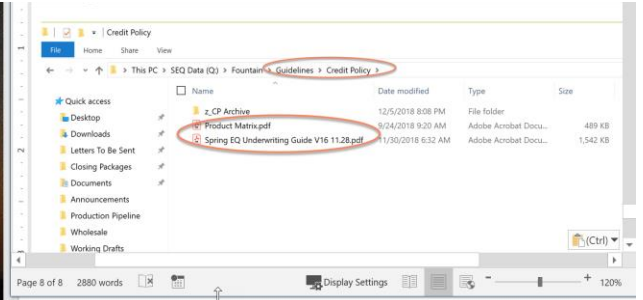 Credit Policy
File Home Share View
This PC > SEQ Data (Q:) > Fountain > Guidelines > Credit Policy >
Name Date modified Type Size
Quick access
z_CP Archive 12/5/2018 8:08 PM File folder
Desktop
Product Matrix.pdf 9/24/2018 9:20 AM Adobe Acrobat Docu... 489 KB
Downloads
Spring EQ Underwriting Guide V16 11.28.pdf 11/30/2018 6:32 AM Adobe Acrobat Docu... 1,542 KB
Letters To Be Sent
Closing Packages
Documents
Announcements
Production Pipeline
Wholesale
Working Drafts
(Ctrl)
Page 8 of 8 2880 words Display Settings 120%